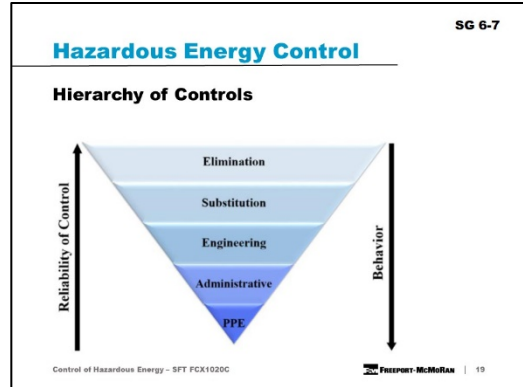 SG 6-7
Hazardous Energy Control
Hierarchy of Controls
Reliability of Control
Elimination
Substitution
Engineering
Administrative
PPE
Behavior
Control of Hazardous Energy – SFT FCX1020C
FCX FREEPORT-McMoRAN | 19